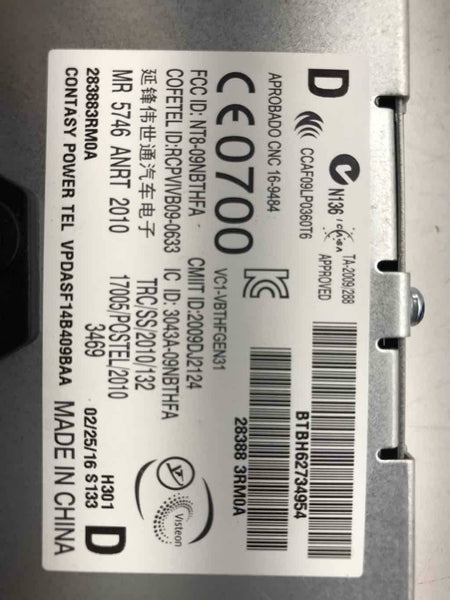 D
CCAF09LP0360T6
N136
TA-2009/288
APPROVED
APROBADO CNC 16-9484
CE0700
VC1-VBTHFGEN31
BTBH62734954
28388 3RM0A
FCC ID: NT8-09NBTHFA
CMIIT ID:2009DJ2124
COFETEL ID:RCPVIVB09-0633
IC ID: 3043A-09NBTHFA
延锋伟世通汽车电子
TRC/SS/2010/132
Visteon
MR 5746 ANRT 2010
17005/POSTEL/2010
3469
283883RM0A
02/25/16 S133
H301
D
CONTASY POWER TEL VPDASF14B409BAA MADE IN CHINA